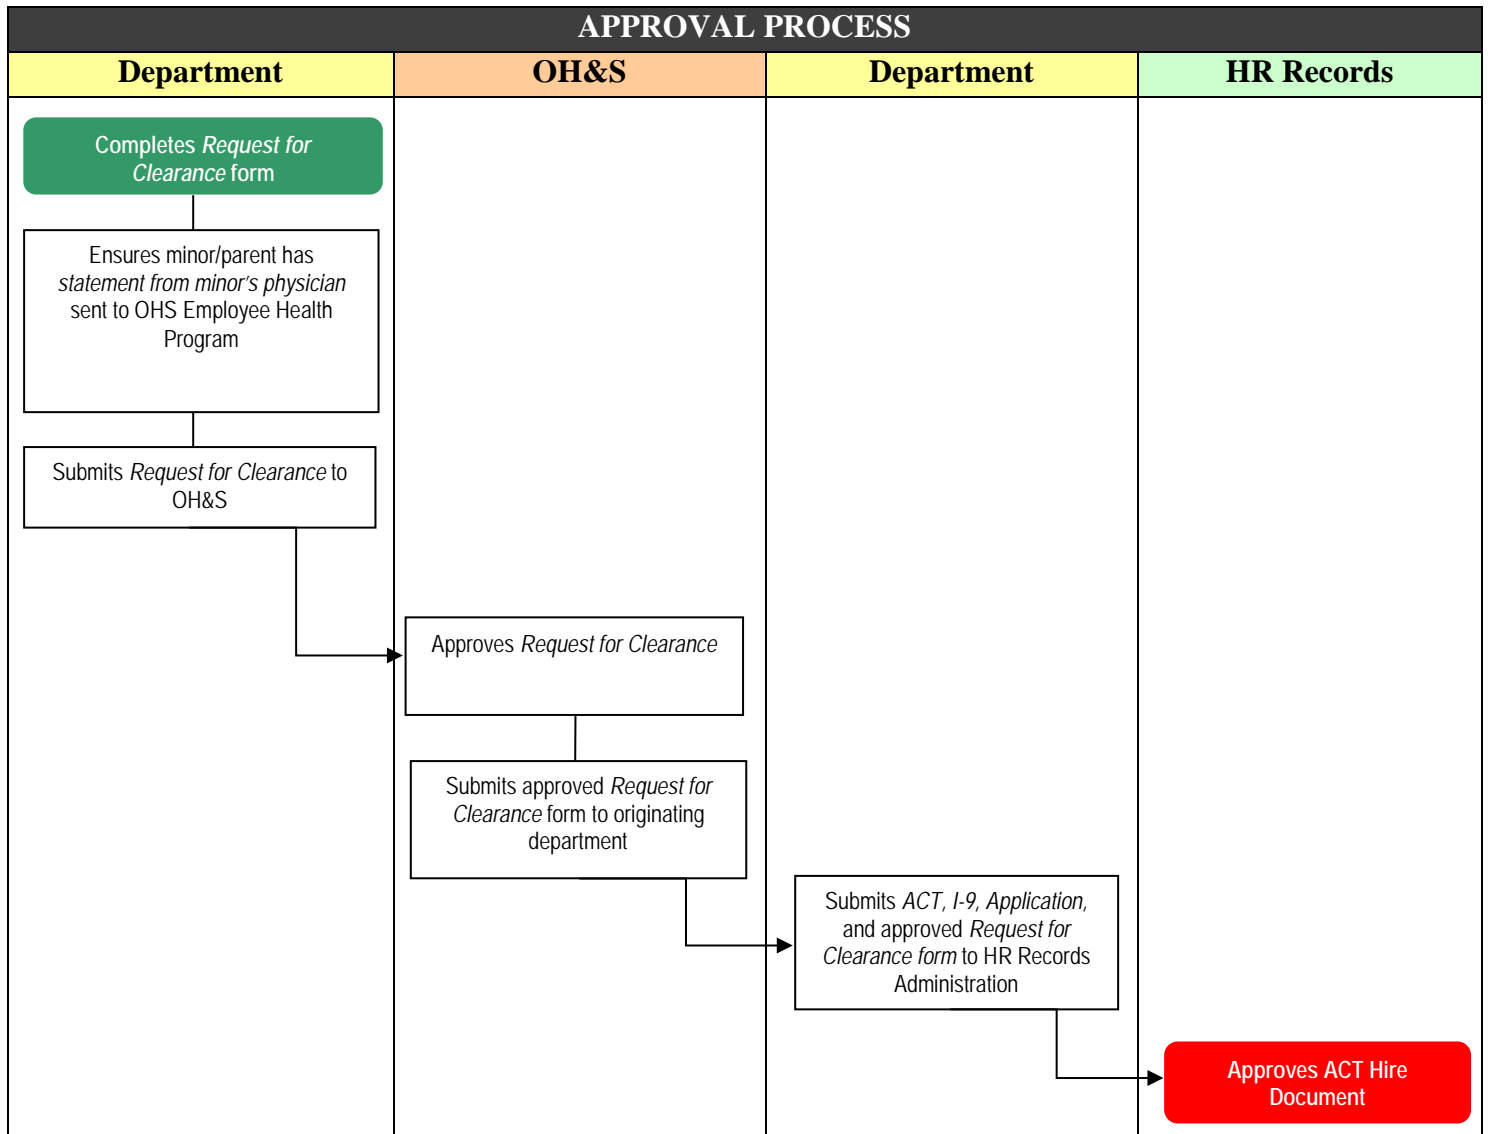 APPROVAL PROCESS
Department
OH&S
Department
HR Records
Completes Request for
Clearance form
Ensures minor/parent has
statement from minor's physician
sent to OHS Employee Health
Program
Submits Request for Clearance to
OH&S
Approves Request for Clearance
Submits approved Request for
Clearance form to originating
department
Submits ACT, I-9, Application,
and approved Request for
Clearance form to HR Records
Administration
Approves ACT Hire
Document